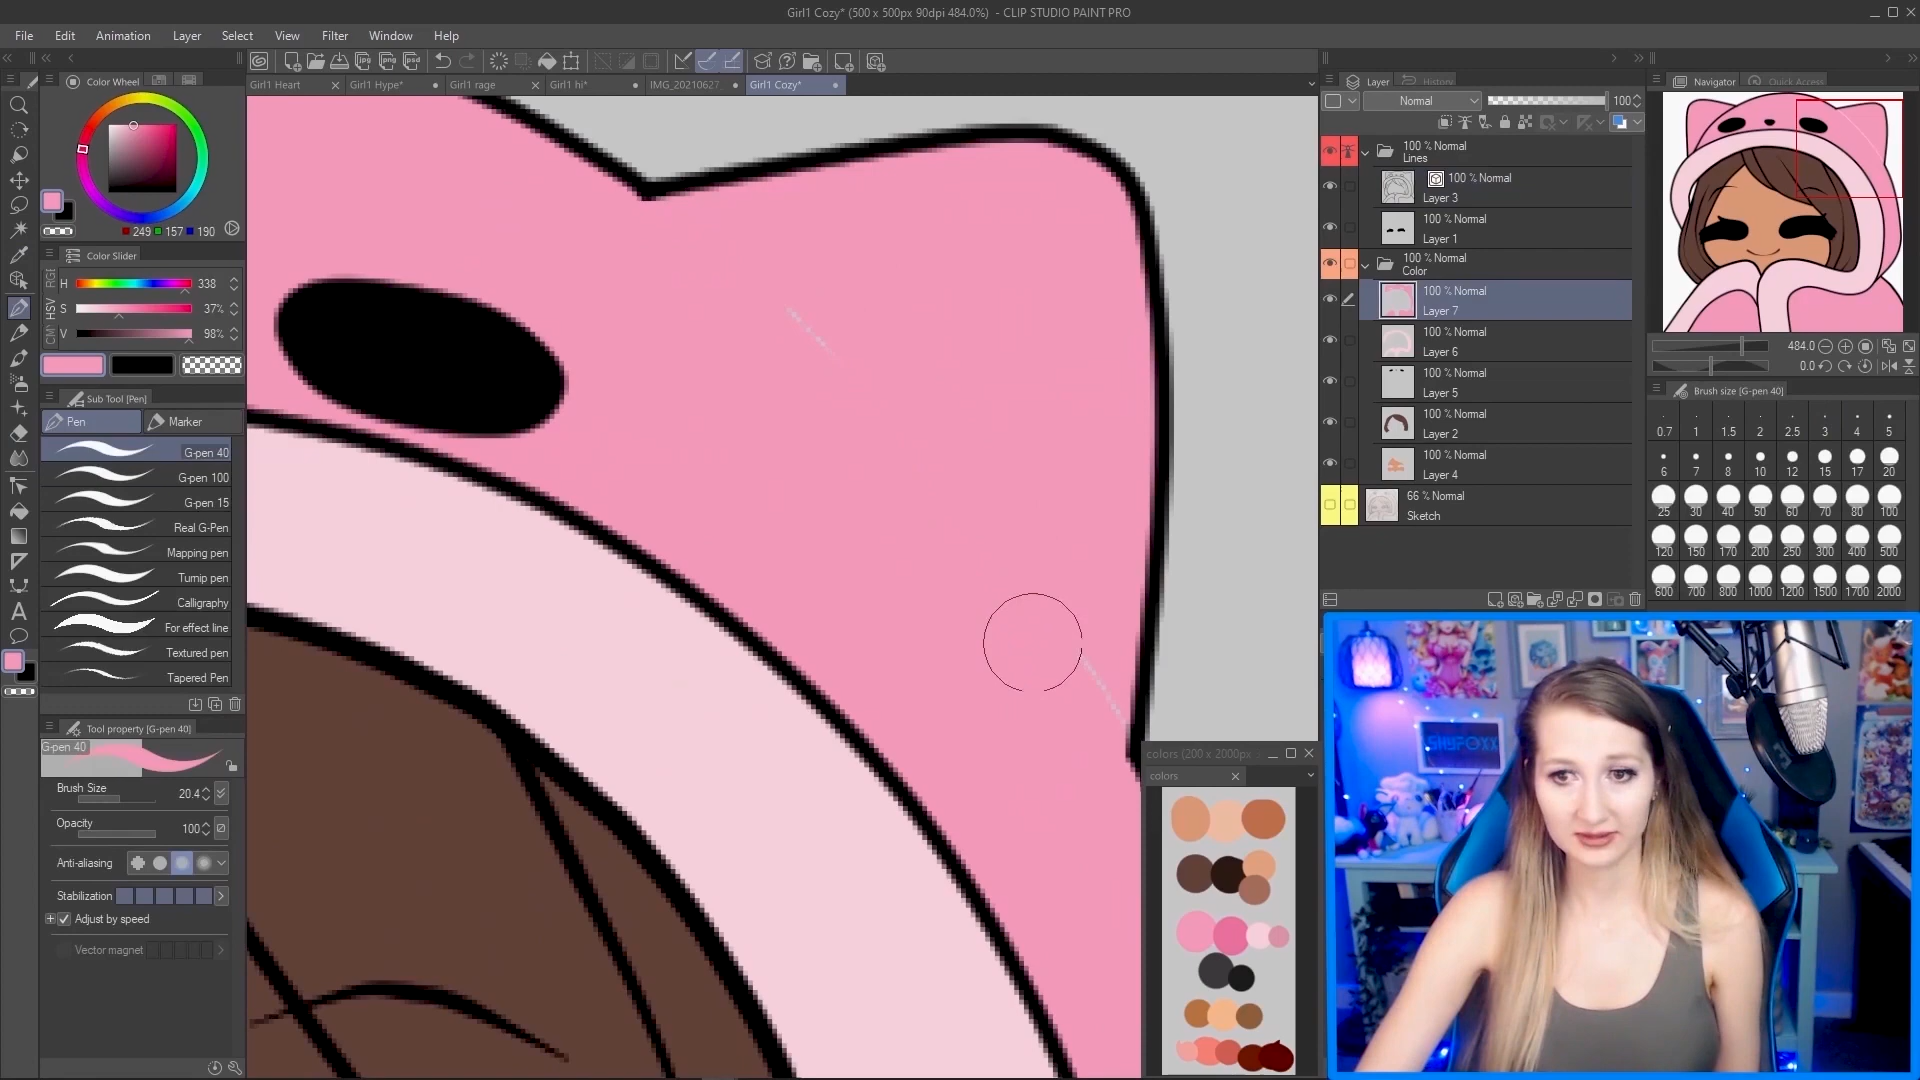 Girl1 Cozy* (500 x 500px 90dpi 484.0%) - CLIP STUDIO PAINT PRO
File Edit Animation Layer Select View Filter Window Help
Color Wheel
Girl1 Heart Girl1 Hype* Girl1 rage Girl1 hi* IMG_20210627 Girl1 Cozy*
249 157 190
Color Slider
RGB
HSV
H 338
S 37%
V 98%
Sub Tool [Pen]
Pen Marker
G-pen 40
G-pen 100
G-pen 15
Real G-Pen
Mapping pen
Turnip pen
Calligraphy
For effect line
Textured pen
Tapered Pen
Tool property [G-pen 40]
G-pen 40
Brush Size 20.4
Opacity 100
Anti-aliasing
Stabilization
Adjust by speed
Vector magnet
colors (200 x 2000px
colors
Layer History
Normal 100
100 % Normal
Lines
100 % Normal
Layer 3
100 % Normal
Layer 1
100 % Normal
Color
100 % Normal
Layer 7
100 % Normal
Layer 6
100 % Normal
Layer 5
100 % Normal
Layer 2
100 % Normal
Layer 4
66 % Normal
Sketch
Navigator Quick Access
484.0
0.0
Brush size [G-pen 40]
0.7 1 1.5 2 2.5 3 4 5
6 7 8 10 12 15 17 20
25 30 40 50 60 70 80 100
120 150 170 200 250 300 400 500
600 700 800 1000 1200 1500 1700 2000